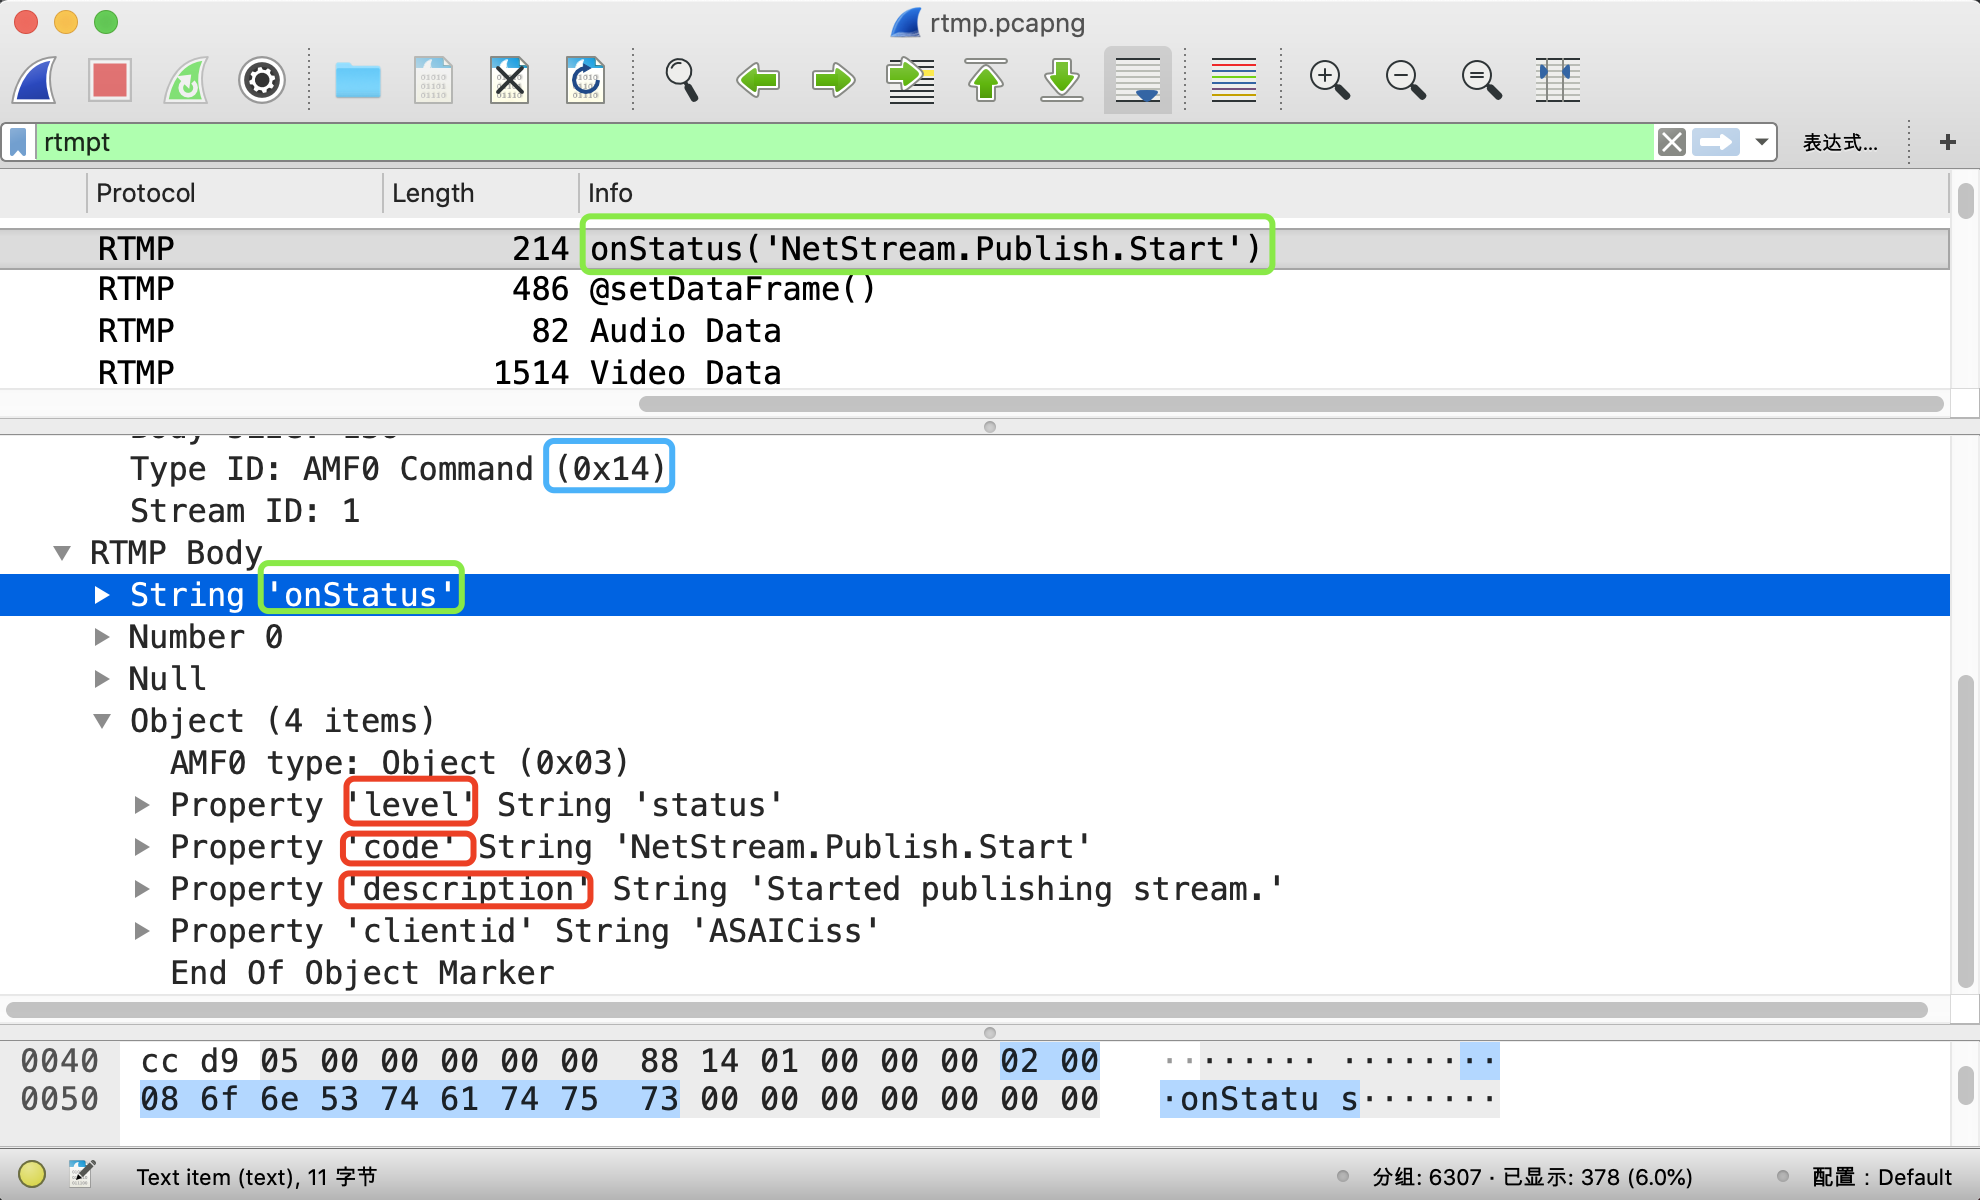 rtmp.pcapng
rtmpt
表达式…
+
Protocol Length Info
RTMP 214 onStatus('NetStream.Publish.Start')
RTMP 486 @setDataFrame()
RTMP 82 Audio Data
RTMP 1514 Video Data
Type ID: AMF0 Command (0x14)
Stream ID: 1
RTMP Body
String 'onStatus'
Number 0
Null
Object (4 items)
AMF0 type: Object (0x03)
Property 'level' String 'status'
Property 'code' String 'NetStream.Publish.Start'
Property 'description' String 'Started publishing stream.'
Property 'clientid' String 'ASAICiss'
End Of Object Marker
0040 cc d9 05 00 00 00 00 00 88 14 01 00 00 00 02 00 ········ ········
0050 08 6f 6e 53 74 61 74 75 73 00 00 00 00 00 00 00 ·onStatu s·······
Text item (text), 11 字节
分组: 6307 · 已显示: 378 (6.0%)
配置：Default